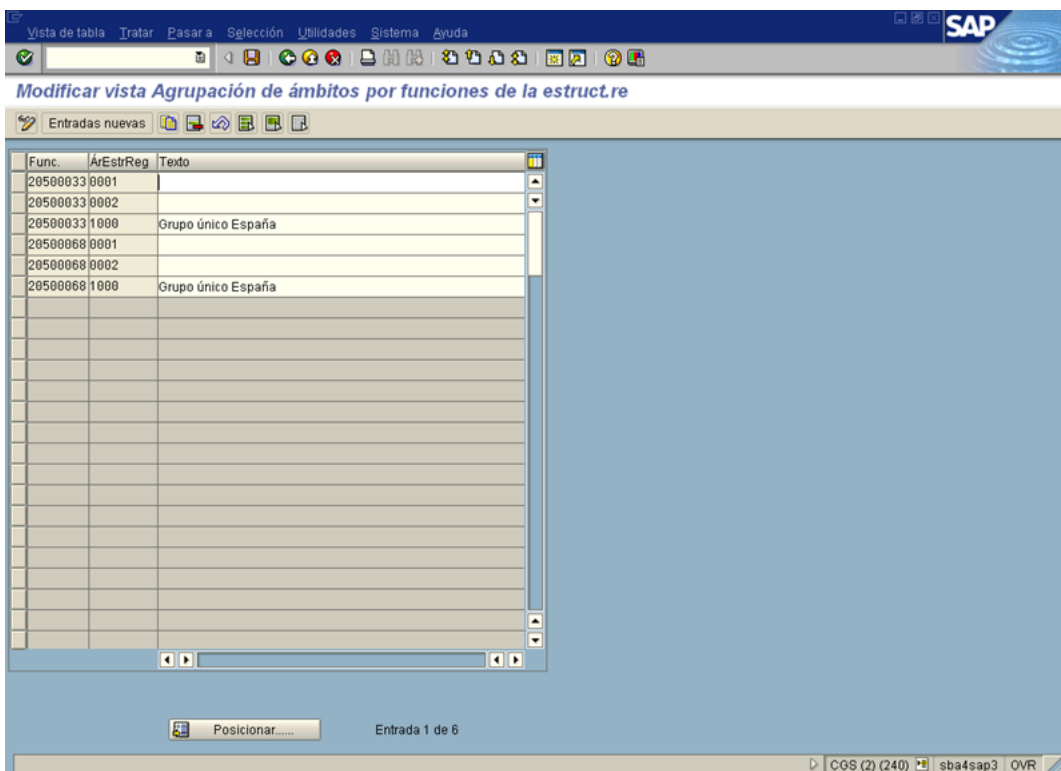 Vista de tabla Tratar Pasar a Selección Utilidades Sistema Ayuda
SAP
Modificar vista Agrupación de ámbitos por funciones de la estruct.re
Entradas nuevas
Func. ÁrEstrReg Texto
20500033 0001
20500033 0002
20500033 1000 Grupo único España
20500068 0001
20500068 0002
20500068 1000 Grupo único España
Posicionar...... Entrada 1 de 6
CGS (2) (240) sba4sap3 OVR